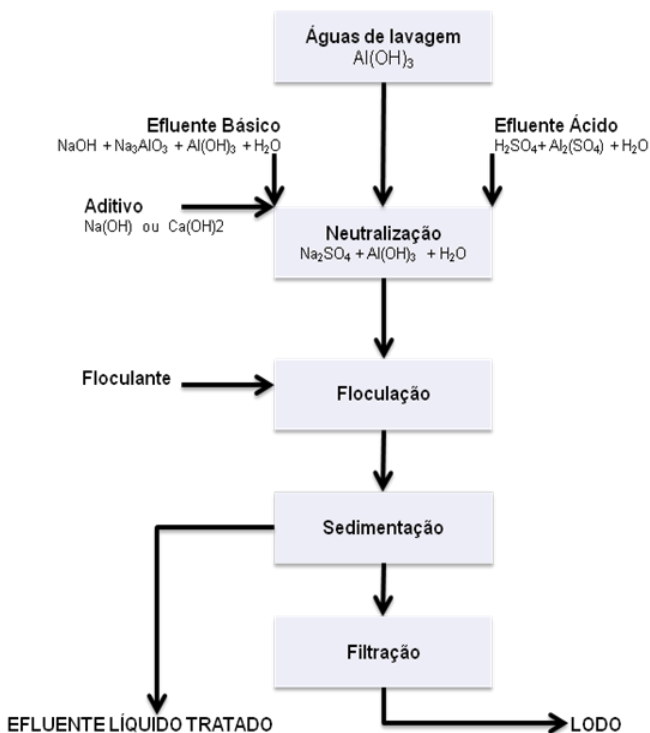 Águas de lavagem
Al(OH)₃
Efluente Básico
NaOH + Na₃AlO₃ + Al(OH)₃ + H₂O
Efluente Ácido
H₂SO₄+ Al₂(SO₄) + H₂O
Aditivo
Na(OH) ou Ca(OH)2
Neutralização
Na₂SO₄ + Al(OH)₃ + H₂O
Floculante
Floculação
Sedimentação
Filtração
EFLUENTE LÍQUIDO TRATADO
LODO